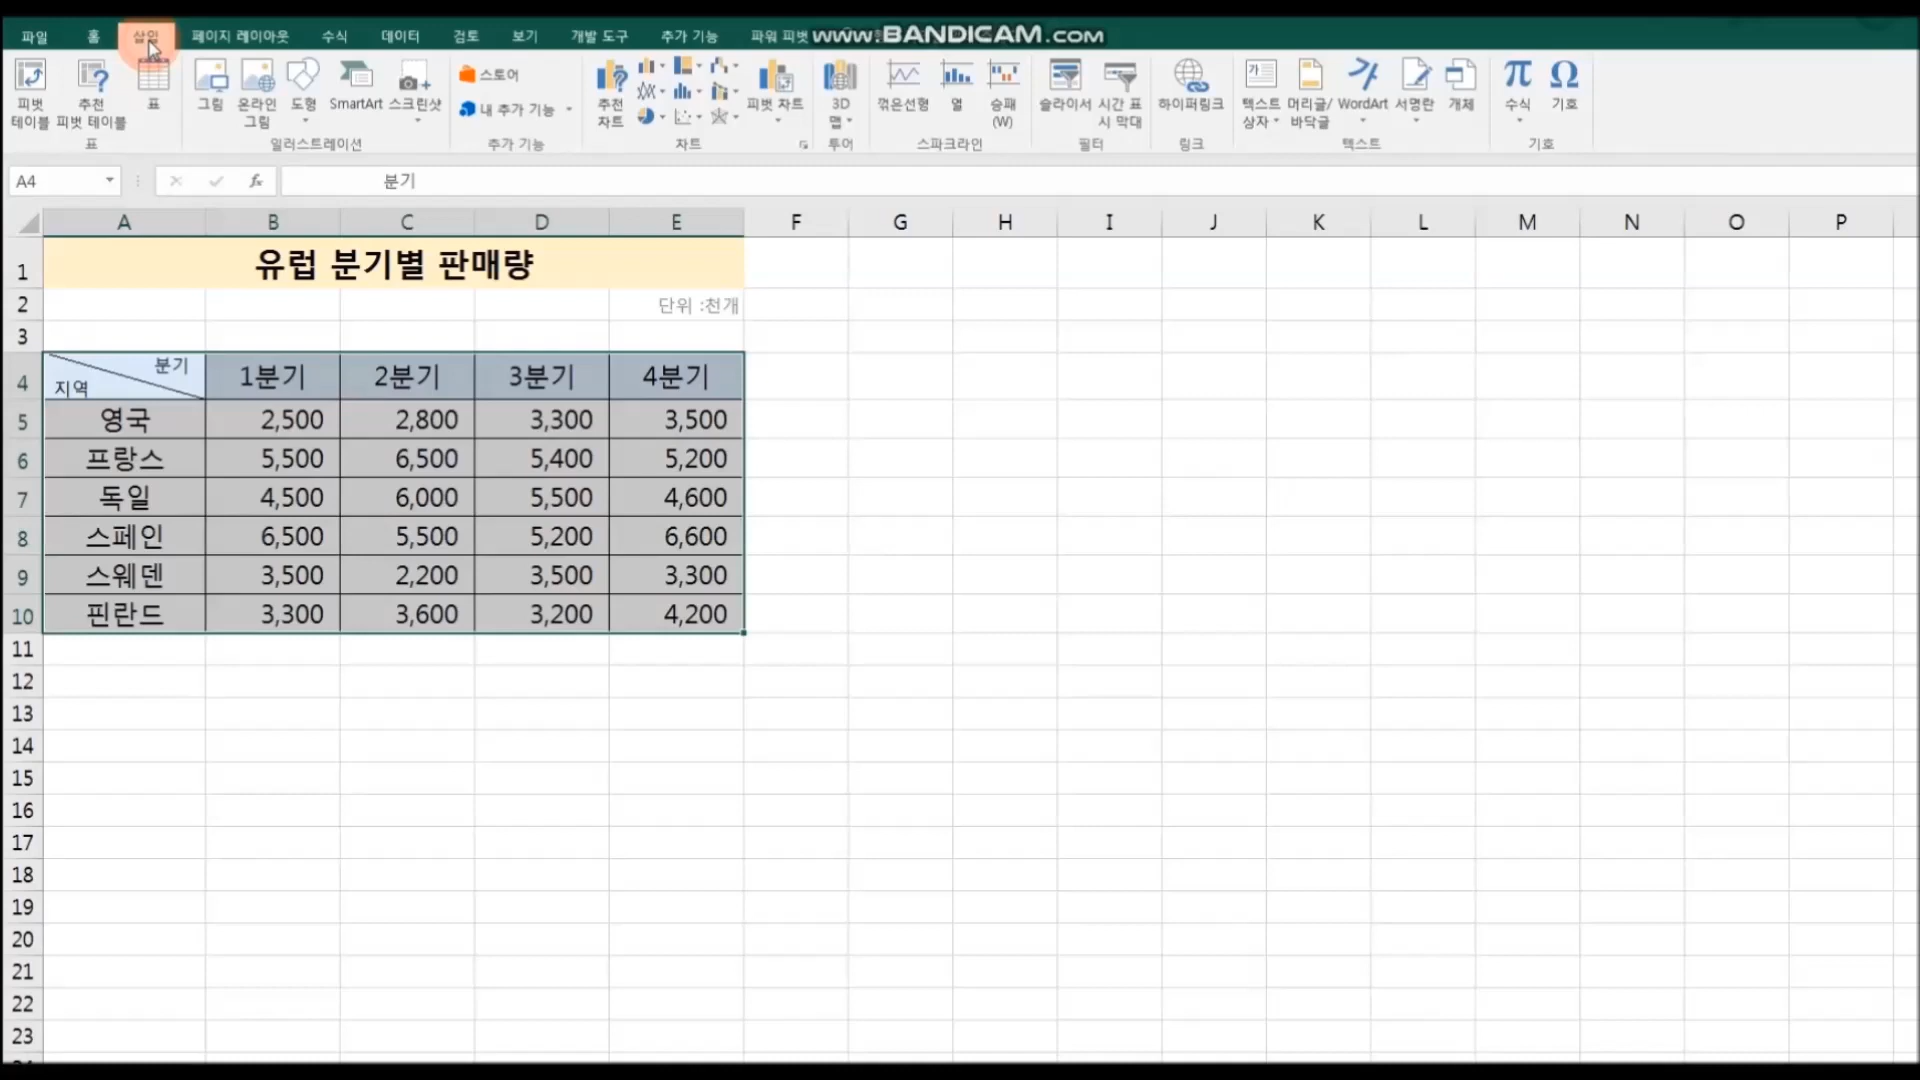 파일 홈 삽입 페이지 레이아웃 수식 데이터 검토 보기 개발 도구 추가 기능 파워 피벗 www.BANDICAM.com
피벗 테이블 추천 피벗 테이블 표 그림 온라인 그림 도형 SmartArt 스크린샷 스토어 내 추가 기능 추천 차트 피벗 차트 3D 맵 꺾은선형 열 승패 (W) 슬라이서 시간 표시 막대 하이퍼링크 텍스트 상자 머리글/바닥글 WordArt 서명란 개체 수식 기호
표 일러스트레이션 추가 기능 차트 투어 스파크라인 필터 링크 텍스트 기호
A4 fx 분기
A B C D E F G H I J K L M N O P
1 유럽 분기별 판매량
2 단위 :천개
3
4 분기 지역 1분기 2분기 3분기 4분기
5 영국 2,500 2,800 3,300 3,500
6 프랑스 5,500 6,500 5,400 5,200
7 독일 4,500 6,000 5,500 4,600
8 스페인 6,500 5,500 5,200 6,600
9 스웨덴 3,500 2,200 3,500 3,300
10 핀란드 3,300 3,600 3,200 4,200
11
12
13
14
15
16
17
18
19
20
21
22
23